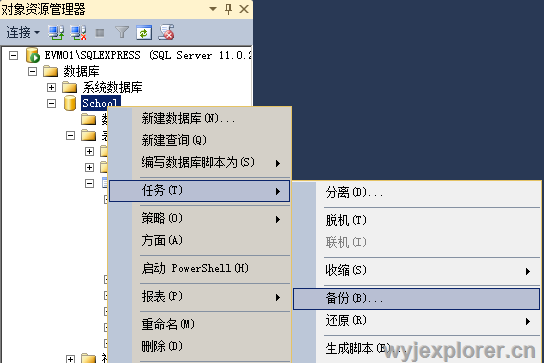 对象资源管理器
连接
EVM01\SQLEXPRESS (SQL Server 11.0.2
数据库
系统数据库
School
新建数据库(N)...
新建查询(Q)
编写数据库脚本为(S)
任务(T)
策略(O)
方面(A)
启动 PowerShell(H)
报表(P)
重命名(M)
删除(D)
分离(D)...
脱机(T)
联机(I)
收缩(S)
备份(B)...
还原(R)
生成脚本(E)...
wyjexplorer.cn